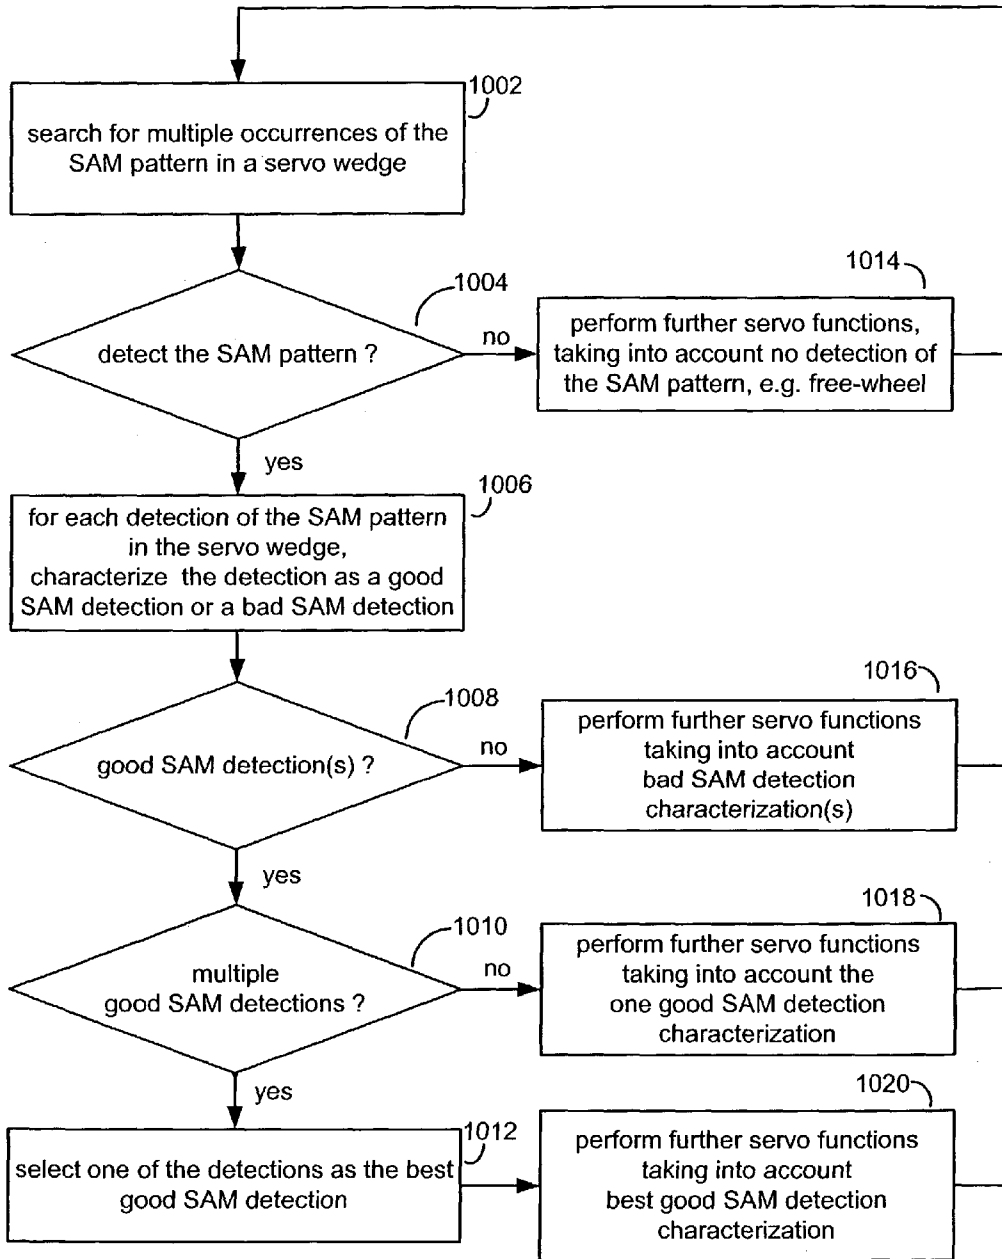 1002
search for multiple occurrences of the
SAM pattern in a servo wedge
1004
detect the SAM pattern ?
no
1014
perform further servo functions,
taking into account no detection of
the SAM pattern, e.g. free-wheel
yes
1006
for each detection of the SAM pattern
in the servo wedge,
characterize the detection as a good
SAM detection or a bad SAM detection
1008
good SAM detection(s) ?
no
1016
perform further servo functions
taking into account
bad SAM detection
characterization(s)
yes
1010
multiple
good SAM detections ?
no
1018
perform further servo functions
taking into account the
one good SAM detection
characterization
yes
1012
select one of the detections as the best
good SAM detection
1020
perform further servo functions
taking into account
best good SAM detection
characterization